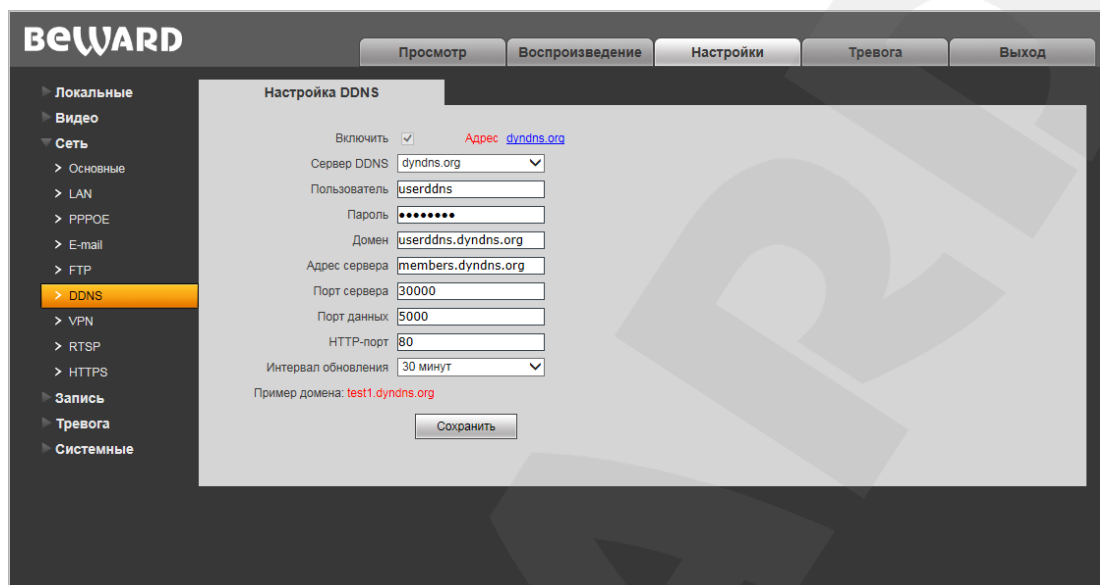 BEWARD
Просмотр
Воспроизведение
Настройки
Тревога
Выход
Локальные
Видео
Сеть
Основные
LAN
PPPOE
E-mail
FTP
DDNS
VPN
RTSP
HTTPS
Запись
Тревога
Системные
Настройка DDNS
Включить Адрес dyndns.org
Сервер DDNS dyndns.org
Пользователь userddns
Пароль ••••••••
Домен userddns.dyndns.org
Адрес сервера members.dyndns.org
Порт сервера 30000
Порт данных 5000
HTTP-порт 80
Интервал обновления 30 минут
Пример домена: test1.dyndns.org
Сохранить